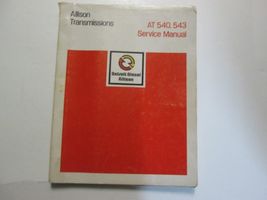 Allison
Transmissions
AT 540, 543
Service Manual
Detroit Diesel
Allison